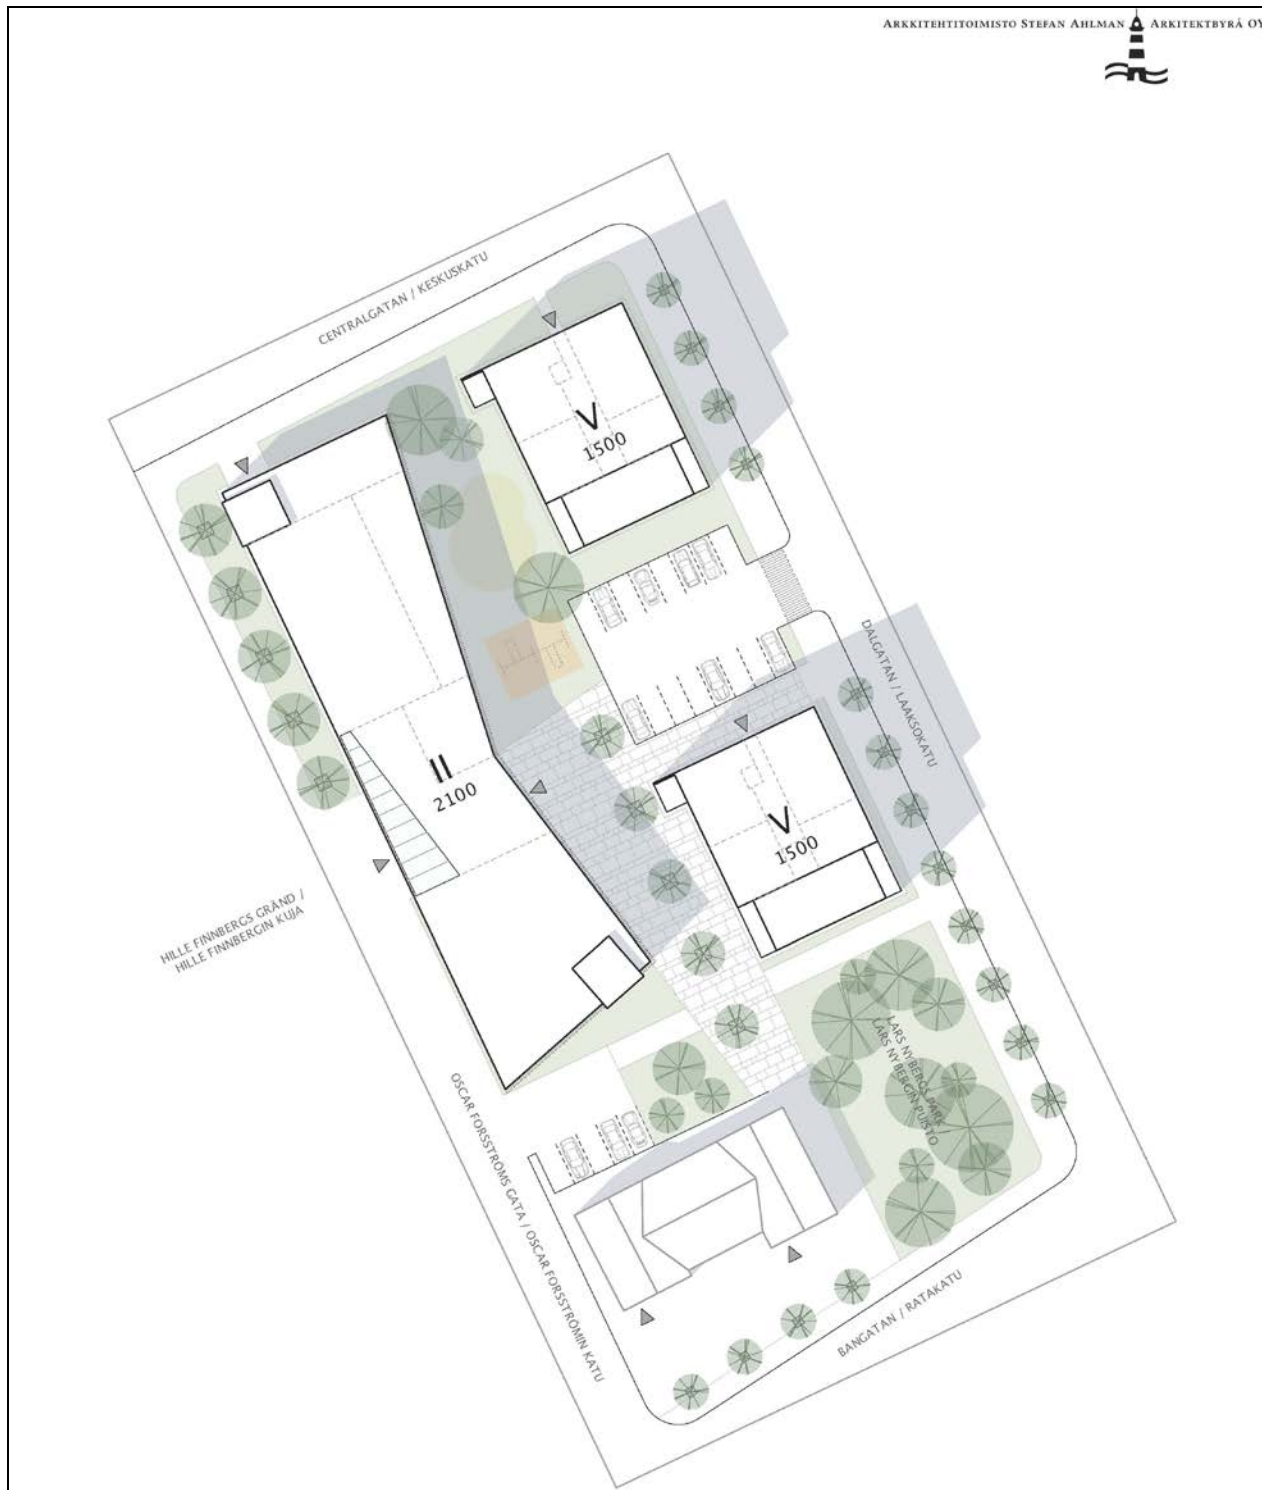 ARKKITEHTITOIMISTO STEFAN AHLMAN ARKITEKTBYRÅ OY
CENTRALGATAN / KESKUSKATU
V
1500
DALGATAN / LAAKSOKATU
II
2100
V
1500
HILLE FINNBERGS GRÄND /
HILLE FINNBERGIN KUJA
LARS NYBERGS PARK /
LARS NYBERGIN PUISTO
OSCAR FORSSTRÖMS GATA / OSCAR FORSSTRÖMIN KATU
BANGATAN / RATAKATU